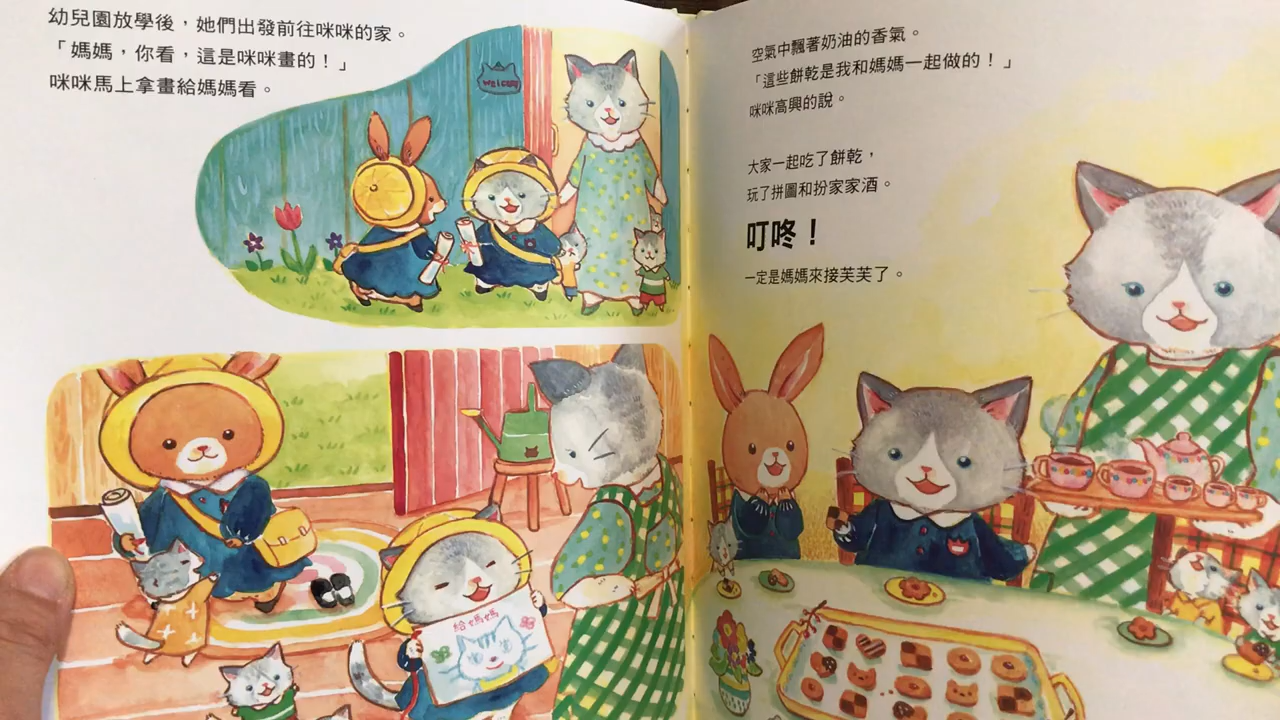 幼兒園放學後，她們出發前往咪咪的家。
「媽媽，你看，這是咪咪畫的！」
咪咪馬上拿畫給媽媽看。
welcome
給媽媽
空氣中飄著奶油的香氣。
「這些餅乾是我和媽媽一起做的！」
咪咪高興的說。
大家一起吃了餅乾，
玩了拼圖和扮家家酒。
叮咚！
一定是媽媽來接芙芙了。